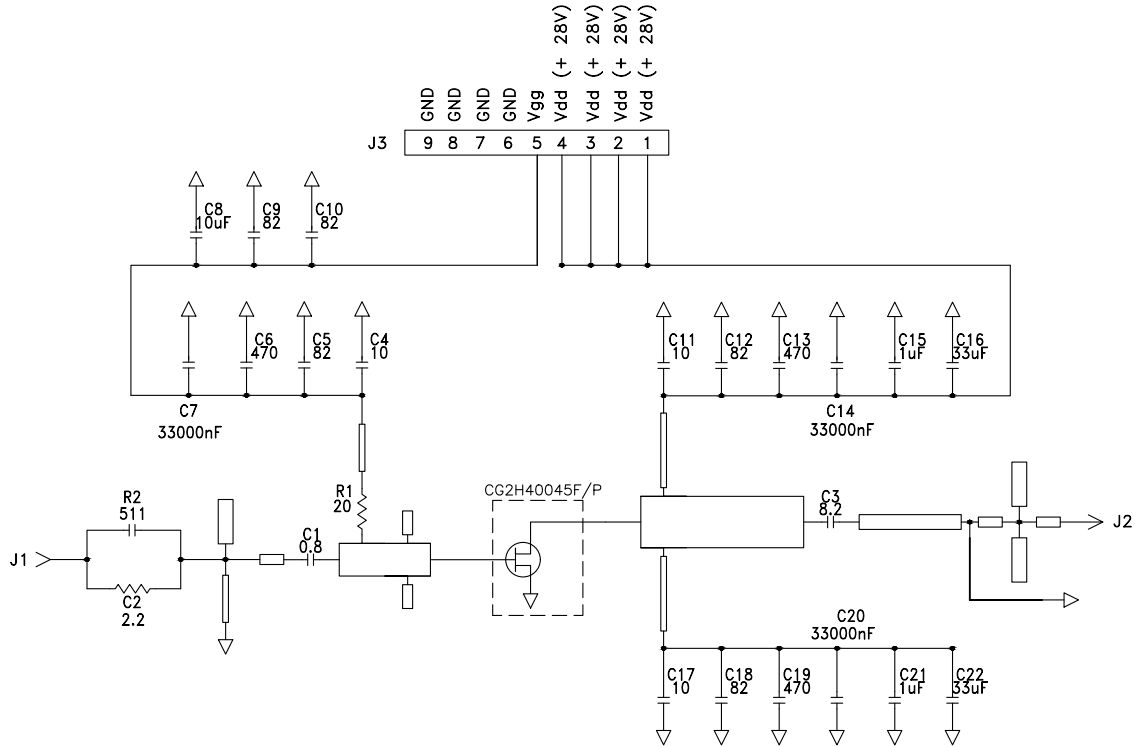 Vdd (+ 28V)
Vdd (+ 28V)
Vdd (+ 28V)
Vdd (+ 28V)
Vgg
GND
GND
GND
GND
J3
9 8 7 6 5 4 3 2 1
C8
10uF
C9
82
C10
82
C6
470
C5
82
C4
10
C11
10
C12
82
C13
470
C15
1uF
C16
33uF
C7
33000nF
C14
33000nF
R1
20
CG2H40045F/P
R2
511
C3
8.2
J2
J1
C1
0.8
C2
2.2
C20
33000nF
C17
10
C18
82
C19
470
C21
1uF
C22
33uF